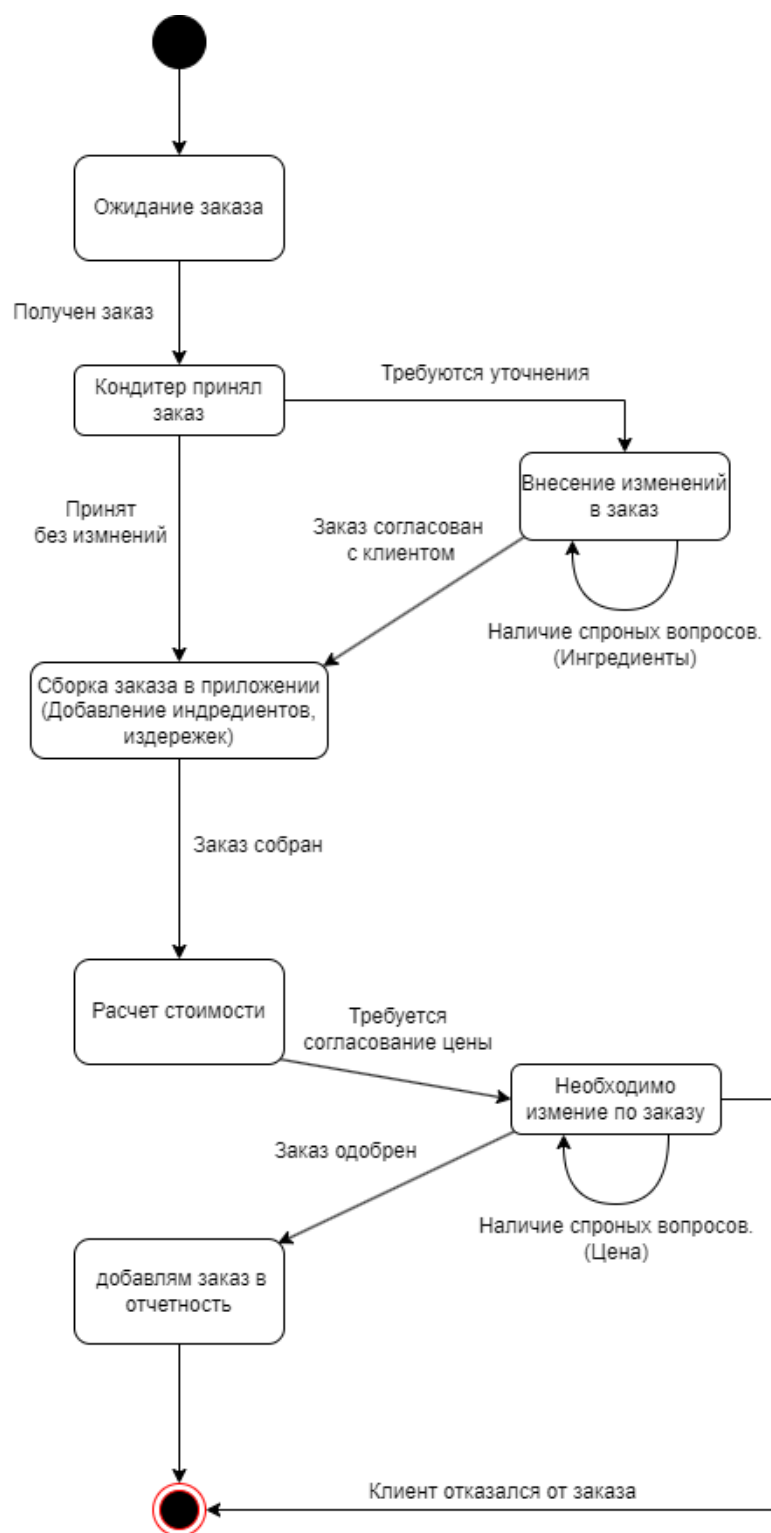 Ожидание заказа
Получен заказ
Кондитер принял
заказ
Требуются уточнения
Внесение изменений
в заказ
Принят
без измнений
Заказ согласован
с клиентом
Наличие спроных вопросов.
(Ингредиенты)
Сборка заказа в приложении
(Добавление индредиентов,
издережек)
Заказ собран
Расчет стоимости
Требуется
согласование цены
Необходимо
измение по заказу
Заказ одобрен
Наличие спроных вопросов.
(Цена)
добавлям заказ в
отчетность
Клиент отказался от заказа